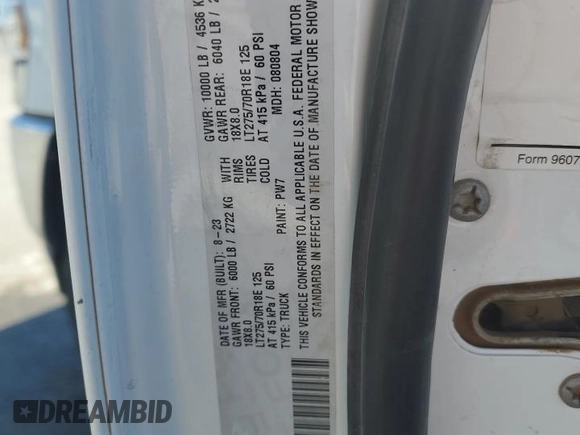 DATE OF MFR (BUILT): 8-23 GVWR: 10000 LB / 4536 K
GAWR FRONT: 6000 LB / 2722 KG WITH GAWR REAR: 6040 LB /
18X8.0 RIMS 18X8.0
LT275/70R18E 125 TIRES LT275/70R18E 125
AT 415 kPa / 60 PSI COLD AT 415 kPa / 60 PSI
TYPE: TRUCK PAINT: PW7 MDH: 080804
THIS VEHICLE CONFORMS TO ALL APPLICABLE U.S.A. FEDERAL MOTOR
STANDARDS IN EFFECT ON THE DATE OF MANUFACTURE SHOW
Form 9607
DREAMBID